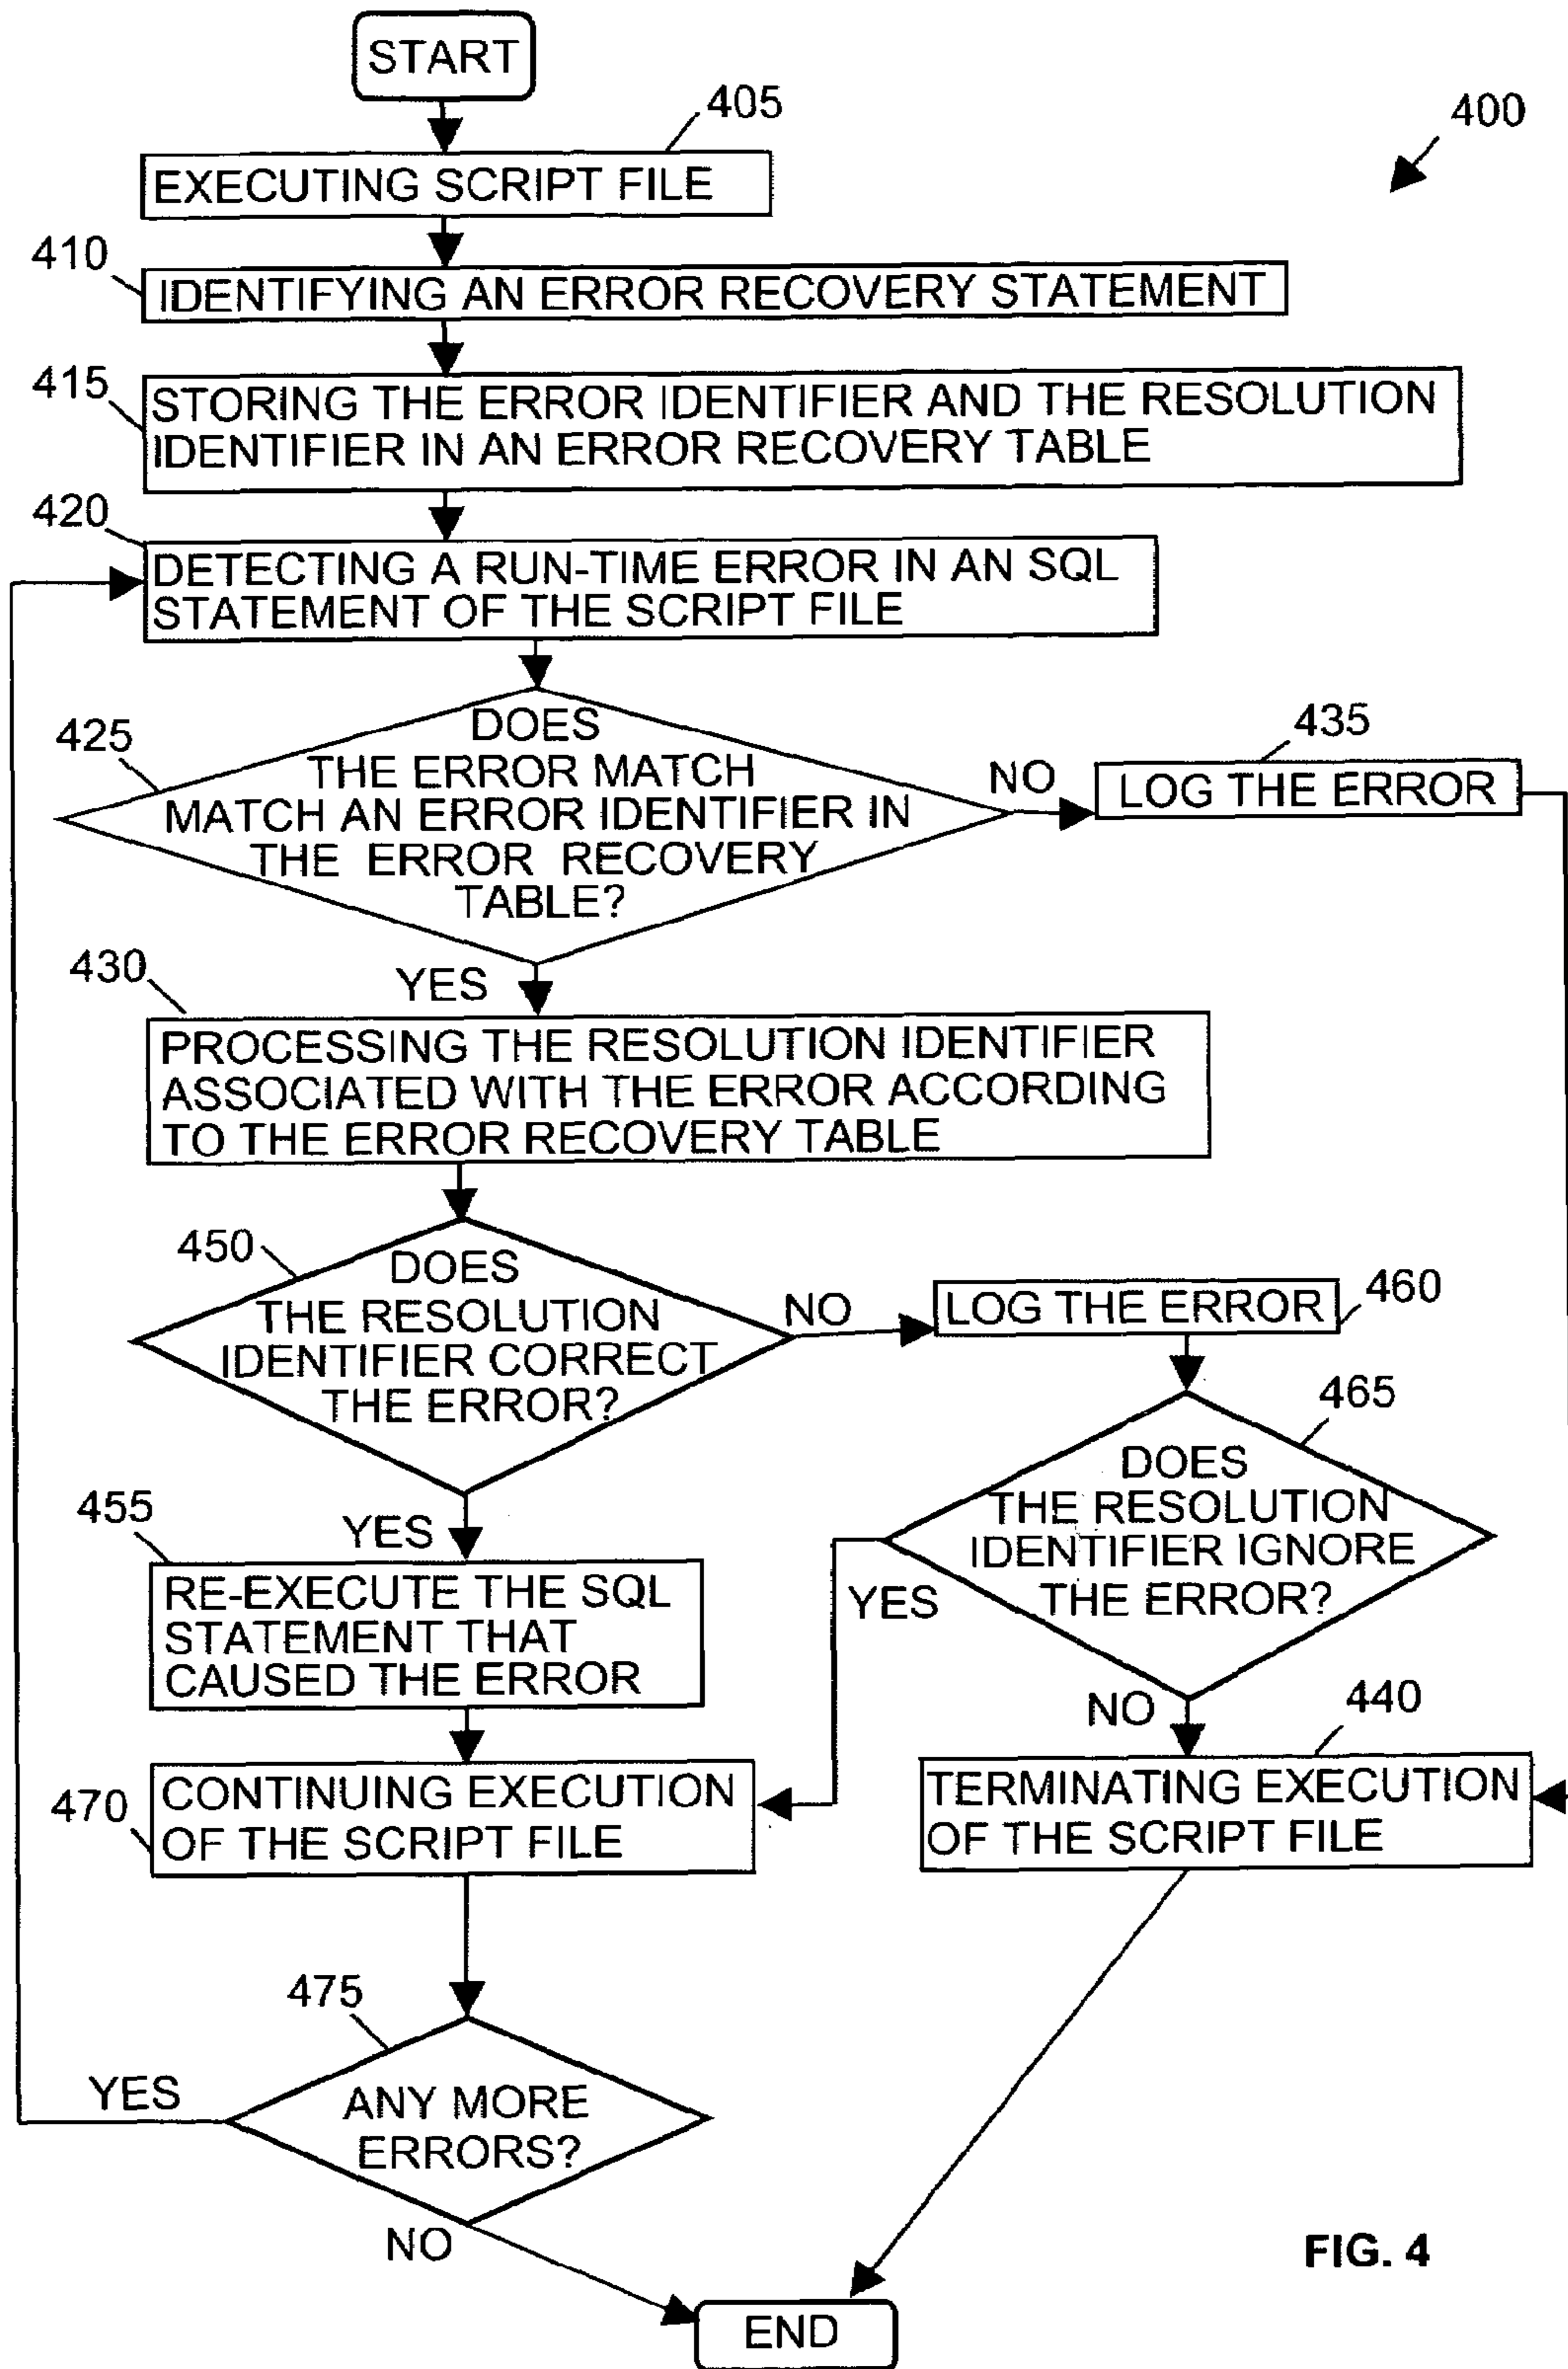 START
405
400
EXECUTING SCRIPT FILE
410
IDENTIFYING AN ERROR RECOVERY STATEMENT
415
STORING THE ERROR IDENTIFIER AND THE RESOLUTION
IDENTIFIER IN AN ERROR RECOVERY TABLE
420
DETECTING A RUN-TIME ERROR IN AN SQL
STATEMENT OF THE SCRIPT FILE
425
DOES
THE ERROR MATCH
MATCH AN ERROR IDENTIFIER IN
THE ERROR RECOVERY
TABLE?
NO
435
LOG THE ERROR
YES
430
PROCESSING THE RESOLUTION IDENTIFIER
ASSOCIATED WITH THE ERROR ACCORDING
TO THE ERROR RECOVERY TABLE
450
DOES
THE RESOLUTION
IDENTIFIER CORRECT
THE ERROR?
NO
LOG THE ERROR
460
465
DOES
THE RESOLUTION
IDENTIFIER IGNORE
THE ERROR?
YES
455
YES
RE-EXECUTE THE SQL
STATEMENT THAT
CAUSED THE ERROR
NO
440
470
CONTINUING EXECUTION
OF THE SCRIPT FILE
TERMINATING EXECUTION
OF THE SCRIPT FILE
475
YES
ANY MORE
ERRORS?
NO
FIG. 4
END